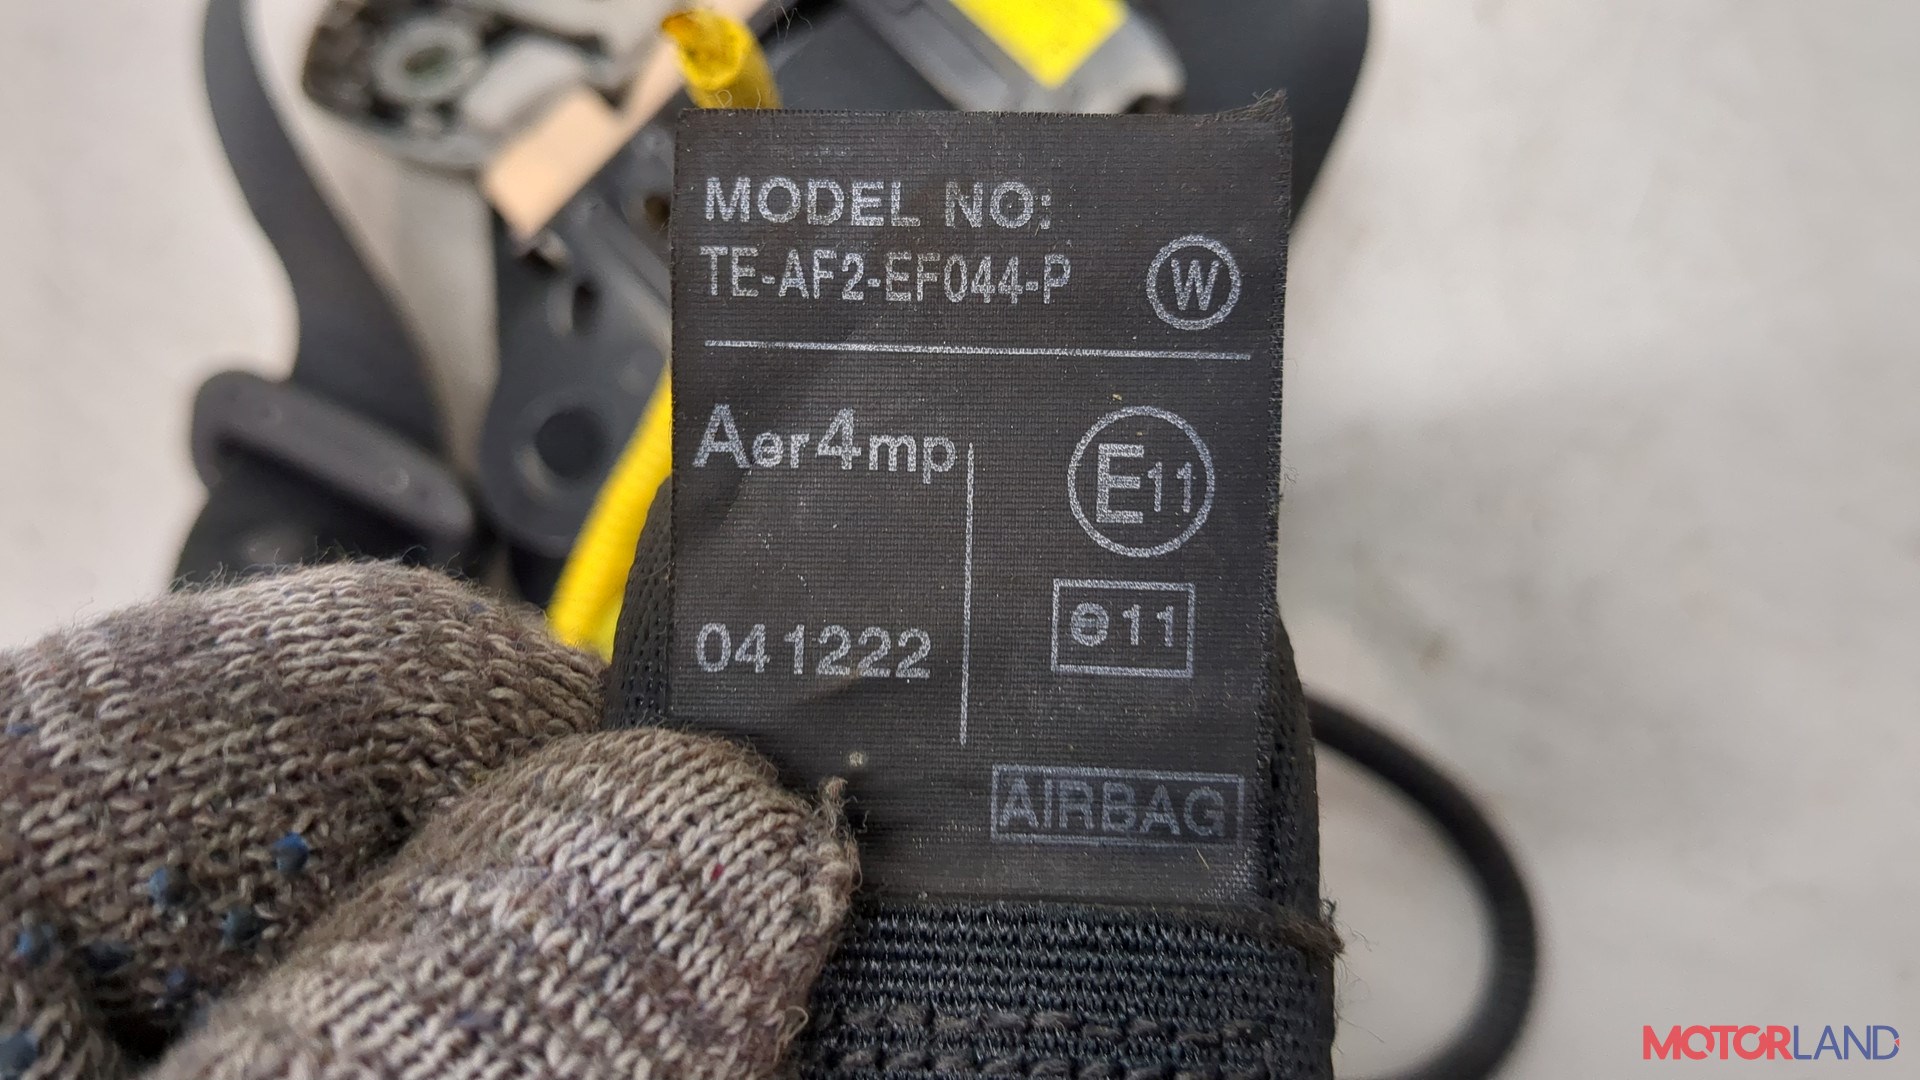 MODEL NO:
TE-AF2-EF044-P
W
Aer4mp
E11
041222
e11
AIRBAG
MOTORLAND